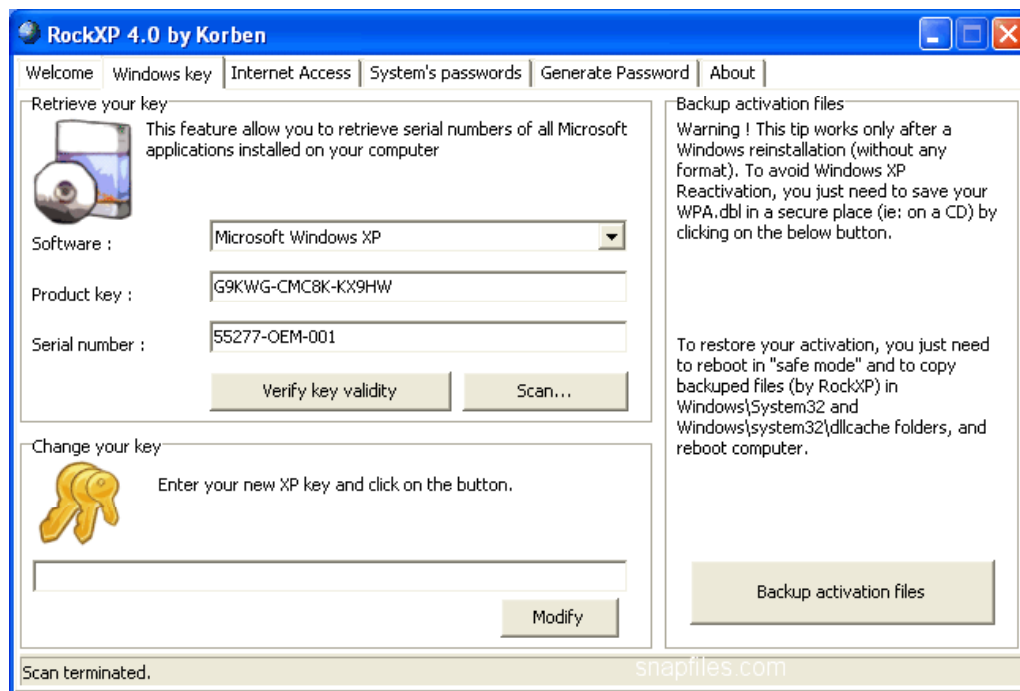 RockXP 4.0 by Korben
Welcome
Windows key
Internet Access
System's passwords
Generate Password
About
Retrieve your key
This feature allow you to retrieve serial numbers of all Microsoft
applications installed on your computer
Software :
Microsoft Windows XP
Product key :
G9KWG-CMC8K-KX9HW
Serial number :
55277-OEM-001
Verify key validity
Scan...
Change your key
Enter your new XP key and click on the button.
Modify
Backup activation files
Warning ! This tip works only after a
Windows reinstallation (without any
format). To avoid Windows XP
Reactivation, you just need to save your
WPA.dbl in a secure place (ie: on a CD) by
clicking on the below button.
To restore your activation, you just need
to reboot in "safe mode" and to copy
backuped files (by RockXP) in
Windows\System32 and
Windows\system32\dllcache folders, and
reboot computer.
Backup activation files
Scan terminated.
snapfiles.com